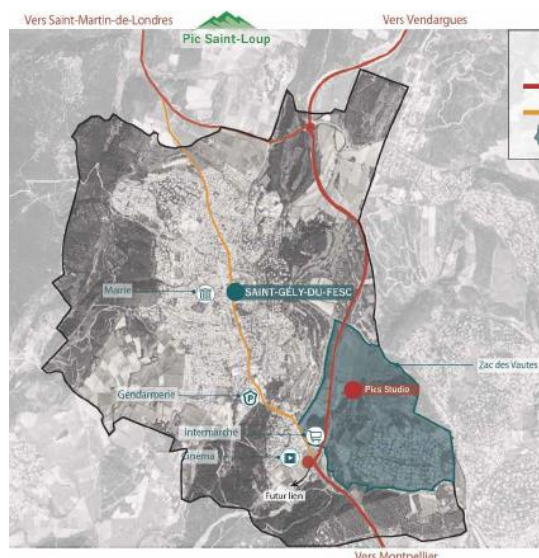 Vers Saint-Martin-de-Londres
Vers Vendargues
Pic Saint-Loup
Mairie
SAINT-GÉLY-DU-FESC
Zac des Vautes
Pics Studio
Gendarmerie
P
Intermarché
Cinéma
Futur lien
Vers Montpellier